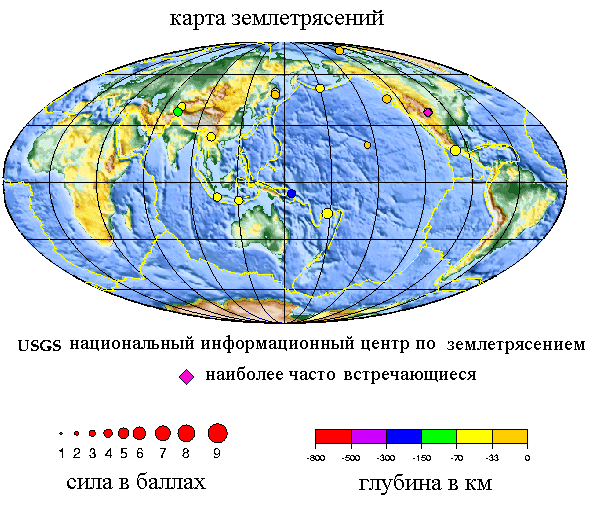 карта землетрясений
USGS национальный информационный центр по землетрясением
наиболее часто встречающиеся
1 2 3 4 5 6 7 8 9
сила в баллах
-800 -500 -300 -150 -70 -33 0
глубина в км